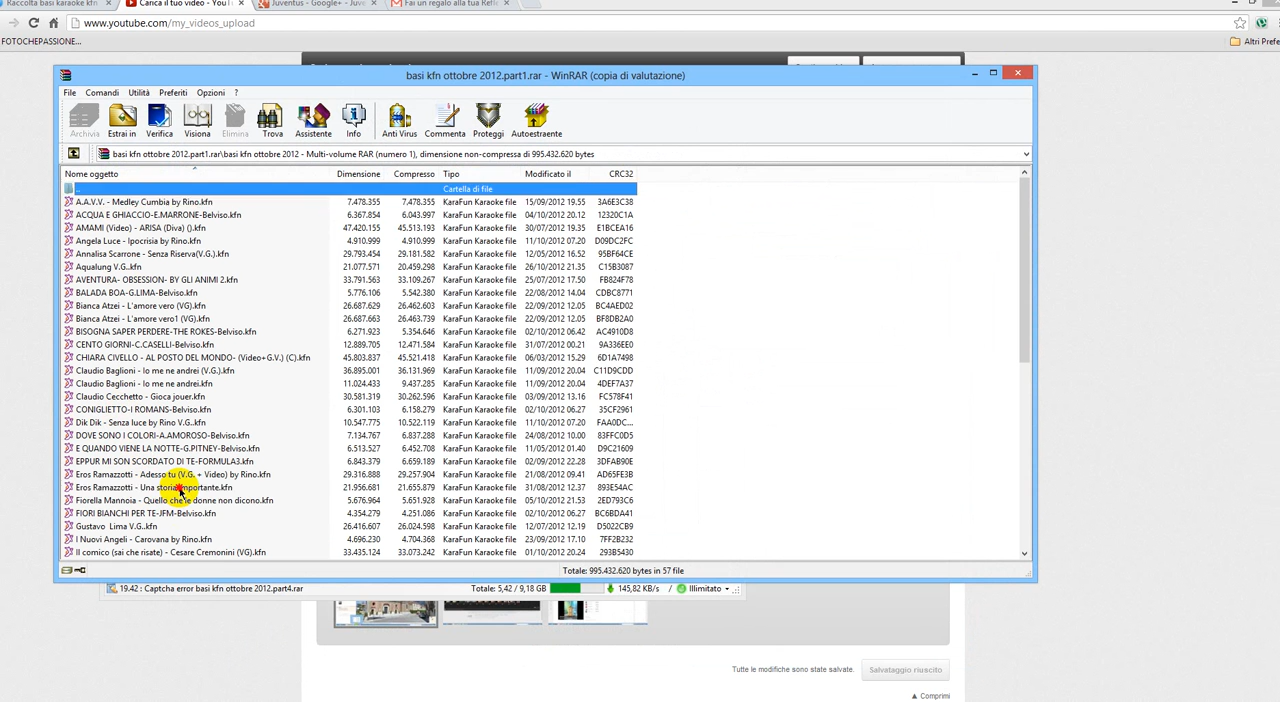 Raccolta basi karaoke kfn Carica il tuo video - YouT Juventus - Google+ - Juve Fai un regalo alla tua Refle
www.youtube.com/my_videos_upload
FOTOCHEPASSIONE... Altri Prefe
basi kfn ottobre 2012.part1.rar - WinRAR (copia di valutazione)
File Comandi Utilità Preferiti Opzioni ?
Archivia Estrai in Verifica Visiona Elimina Trova Assistente Info Anti Virus Commenta Proteggi Autoestraente
basi kfn ottobre 2012.part1.rar\basi kfn ottobre 2012 - Multi-volume RAR (numero 1), dimensione non-compressa di 995.432.620 bytes
Nome oggetto Dimensione Compresso Tipo Modificato il CRC32
.. Cartella di file
A.A.V.V. - Medley Cumbia by Rino.kfn 7.478.355 7.478.355 KaraFun Karaoke file 15/09/2012 19.55 3A6E3C38
ACQUA E GHIACCIO-E.MARRONE-Belviso.kfn 6.367.854 6.043.997 KaraFun Karaoke file 04/10/2012 20.12 12320C1A
AMAMI (Video) - ARISA (Diva) ().kfn 47.420.155 45.513.193 KaraFun Karaoke file 30/07/2012 19.35 E1BCEA16
Angela Luce - Ipocrisia by Rino.kfn 4.910.999 4.910.999 KaraFun Karaoke file 11/10/2012 07.20 D09DC2FC
Annalisa Scarrone - Senza Riserva(V.G.).kfn 29.793.454 29.181.582 KaraFun Karaoke file 12/05/2012 16.52 95BF64CE
Aqualung V.G..kfn 21.077.571 20.459.298 KaraFun Karaoke file 26/10/2012 21.35 C15B3087
AVENTURA- OBSESSION- BY GLI ANIMI 2.kfn 33.791.563 33.109.267 KaraFun Karaoke file 25/07/2012 17.50 FB824F78
BALADA BOA-G.LIMA-Belviso.kfn 5.776.106 5.542.380 KaraFun Karaoke file 22/08/2012 14.04 CDBC8771
Bianca Atzei - L'amore vero (VG).kfn 26.687.629 26.462.603 KaraFun Karaoke file 22/09/2012 12.05 BC4AED02
Bianca Atzei - L'amore vero1 (VG).kfn 26.687.663 26.463.739 KaraFun Karaoke file 22/09/2012 12.05 BF8DB2A0
BISOGNA SAPER PERDERE-THE ROKES-Belviso.kfn 6.271.923 5.354.646 KaraFun Karaoke file 02/10/2012 06.42 AC4910D8
CENTO GIORNI-C.CASELLI-Belviso.kfn 12.889.705 12.471.584 KaraFun Karaoke file 31/07/2012 00.21 9A336EE0
CHIARA CIVELLO - AL POSTO DEL MONDO- (Video+G.V.) (C).kfn 45.803.837 45.521.418 KaraFun Karaoke file 06/03/2012 15.29 6D1A7498
Claudio Baglioni - Io me ne andrei (V.G.).kfn 36.895.001 36.131.969 KaraFun Karaoke file 11/09/2012 20.04 C11D9CDD
Claudio Baglioni - Io me ne andrei.kfn 11.024.433 9.437.285 KaraFun Karaoke file 11/09/2012 20.04 4DEF7A37
Claudio Cecchetto - Gioca jouer.kfn 30.581.319 30.262.596 KaraFun Karaoke file 03/09/2012 13.16 FC578F41
CONIGLIETTO-I ROMANS-Belviso.kfn 6.301.103 6.158.279 KaraFun Karaoke file 02/10/2012 06.27 35CF2961
Dik Dik - Senza luce by Rino V.G..kfn 10.547.775 10.522.119 KaraFun Karaoke file 02/10/2012 06.27 FAA0DC...
DOVE SONO I COLORI-A.AMOROSO-Belviso.kfn 7.134.767 6.837.288 KaraFun Karaoke file 24/08/2012 10.00 83FFC0D5
E QUANDO VIENE LA NOTTE-G.PITNEY-Belviso.kfn 6.513.527 6.452.708 KaraFun Karaoke file 11/05/2012 01.40 D9C21609
EPPUR MI SON SCORDATO DI TE-FORMULA3.kfn 6.843.379 6.659.189 KaraFun Karaoke file 02/09/2012 22.28 3DFAB90E
Eros Ramazzotti - Adesso tu (V.G. + Video) by Rino.kfn 29.316.888 29.257.904 KaraFun Karaoke file 21/08/2012 09.41 AD65FE3B
Eros Ramazzotti - Una storia importante.kfn 21.956.681 21.655.879 KaraFun Karaoke file 31/08/2012 12.37 893E54AC
Fiorella Mannoia - Quello che le donne non dicono.kfn 5.676.964 5.651.928 KaraFun Karaoke file 05/10/2012 21.53 2ED793C6
FIORI BIANCHI PER TE-JFM-Belviso.kfn 4.354.279 4.251.086 KaraFun Karaoke file 02/10/2012 06.27 BC6BDA41
Gustavo Lima V.G..kfn 26.416.607 26.024.598 KaraFun Karaoke file 12/07/2012 12.19 D5022CB9
I Nuovi Angeli - Carovana by Rino.kfn 4.696.230 4.704.368 KaraFun Karaoke file 23/09/2012 17.10 7FF2B232
Il comico (sai che risate) - Cesare Cremonini (VG).kfn 33.435.124 33.073.242 KaraFun Karaoke file 01/10/2012 20.24 293B5430
Totale: 995.432.620 bytes in 57 file
19.42 : Captcha error basi kfn ottobre 2012.part4.rar Totale: 5,42 / 9,18 GB 145,82 KB/s / Illimitato
Tutte le modifiche sono state salvate. Salvataggio riuscito
▲ Comprimi